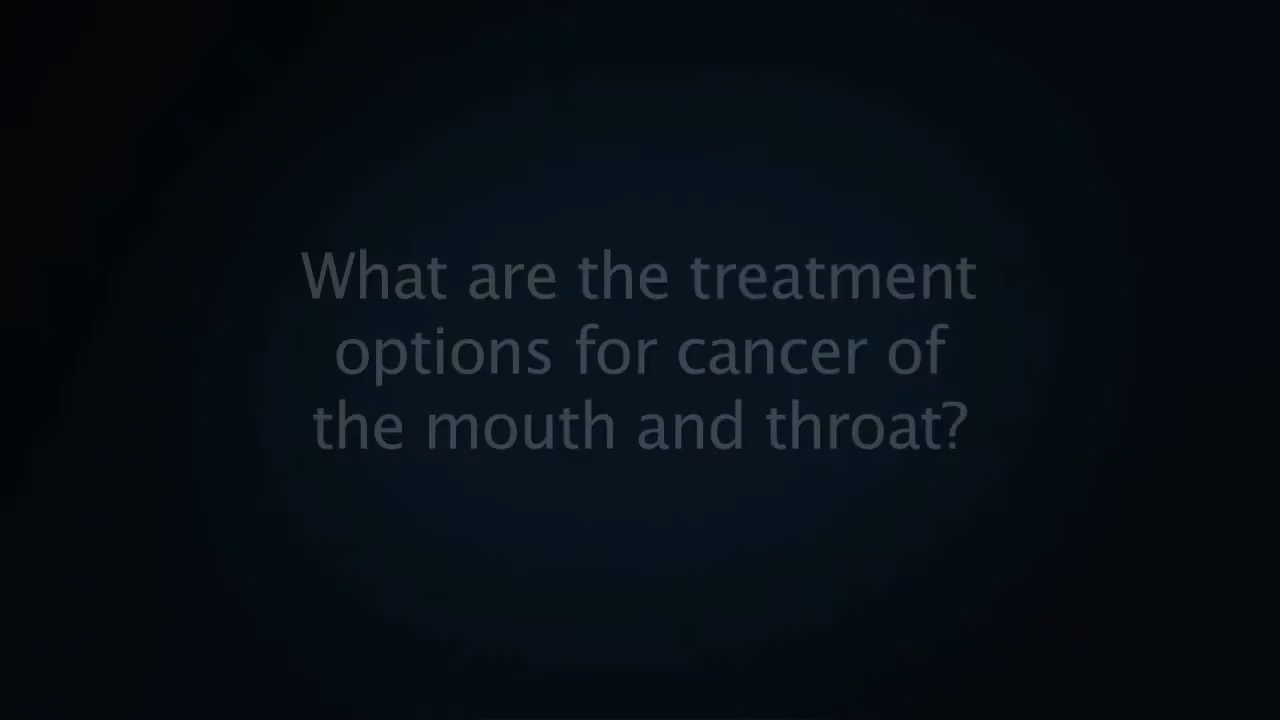 What are the treatment
options for cancer of
the mouth and throat?